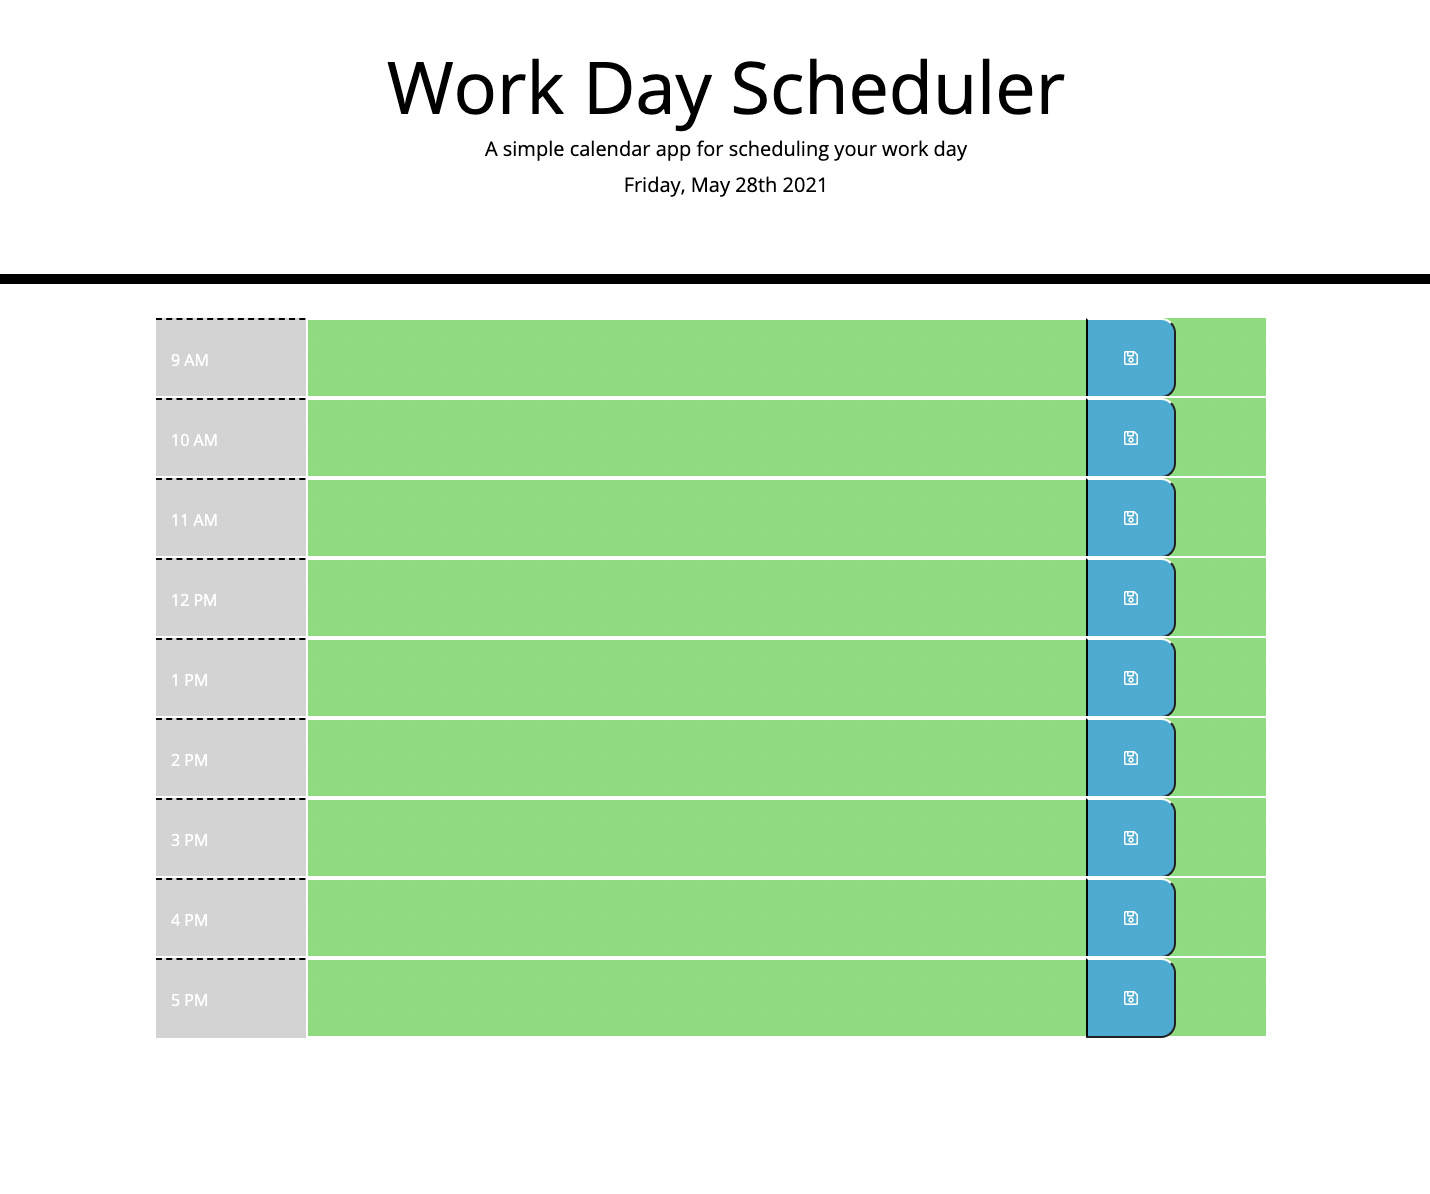 Work Day Scheduler
A simple calendar app for scheduling your work day
Friday, May 28th 2021
9 AM
10 AM
11 AM
12 PM
1 PM
2 PM
3 PM
4 PM
5 PM